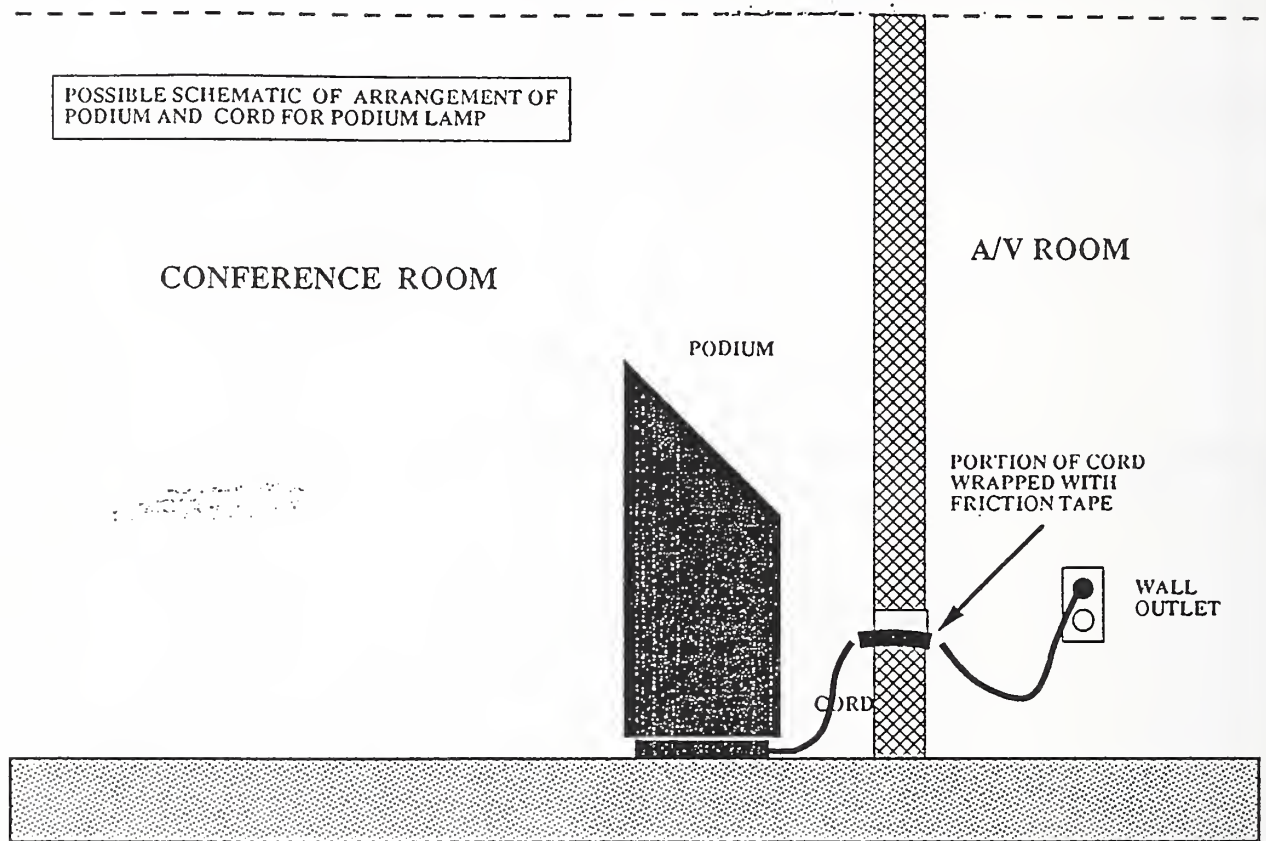 POSSIBLE SCHEMATIC OF ARRANGEMENT OF
PODIUM AND CORD FOR PODIUM LAMP
CONFERENCE ROOM
A/V ROOM
PODIUM
PORTION OF CORD
WRAPPED WITH
FRICTION TAPE
WALL
OUTLET
CORD